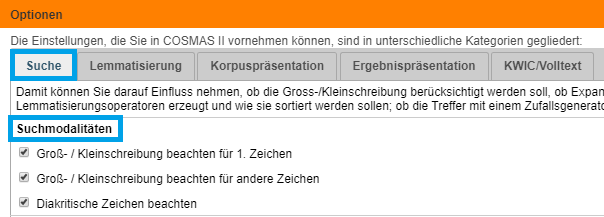 Optionen
Die Einstellungen, die Sie in COSMAS II vornehmen können, sind in unterschiedliche Kategorien gegliedert:
Suche Lemmatisierung Korpuspräsentation Ergebnispräsentation KWIC/Volltext
Damit können Sie darauf Einfluss nehmen, ob die Gross-/Kleinschreibung berücksichtigt werden soll, ob Expan
Lemmatisierungsoperatoren erzeugt und wie sie sortiert werden sollen; ob die Treffer mit einem Zufallsgenerato
Suchmodalitäten
Groß- / Kleinschreibung beachten für 1. Zeichen
Groß- / Kleinschreibung beachten für andere Zeichen
Diakritische Zeichen beachten